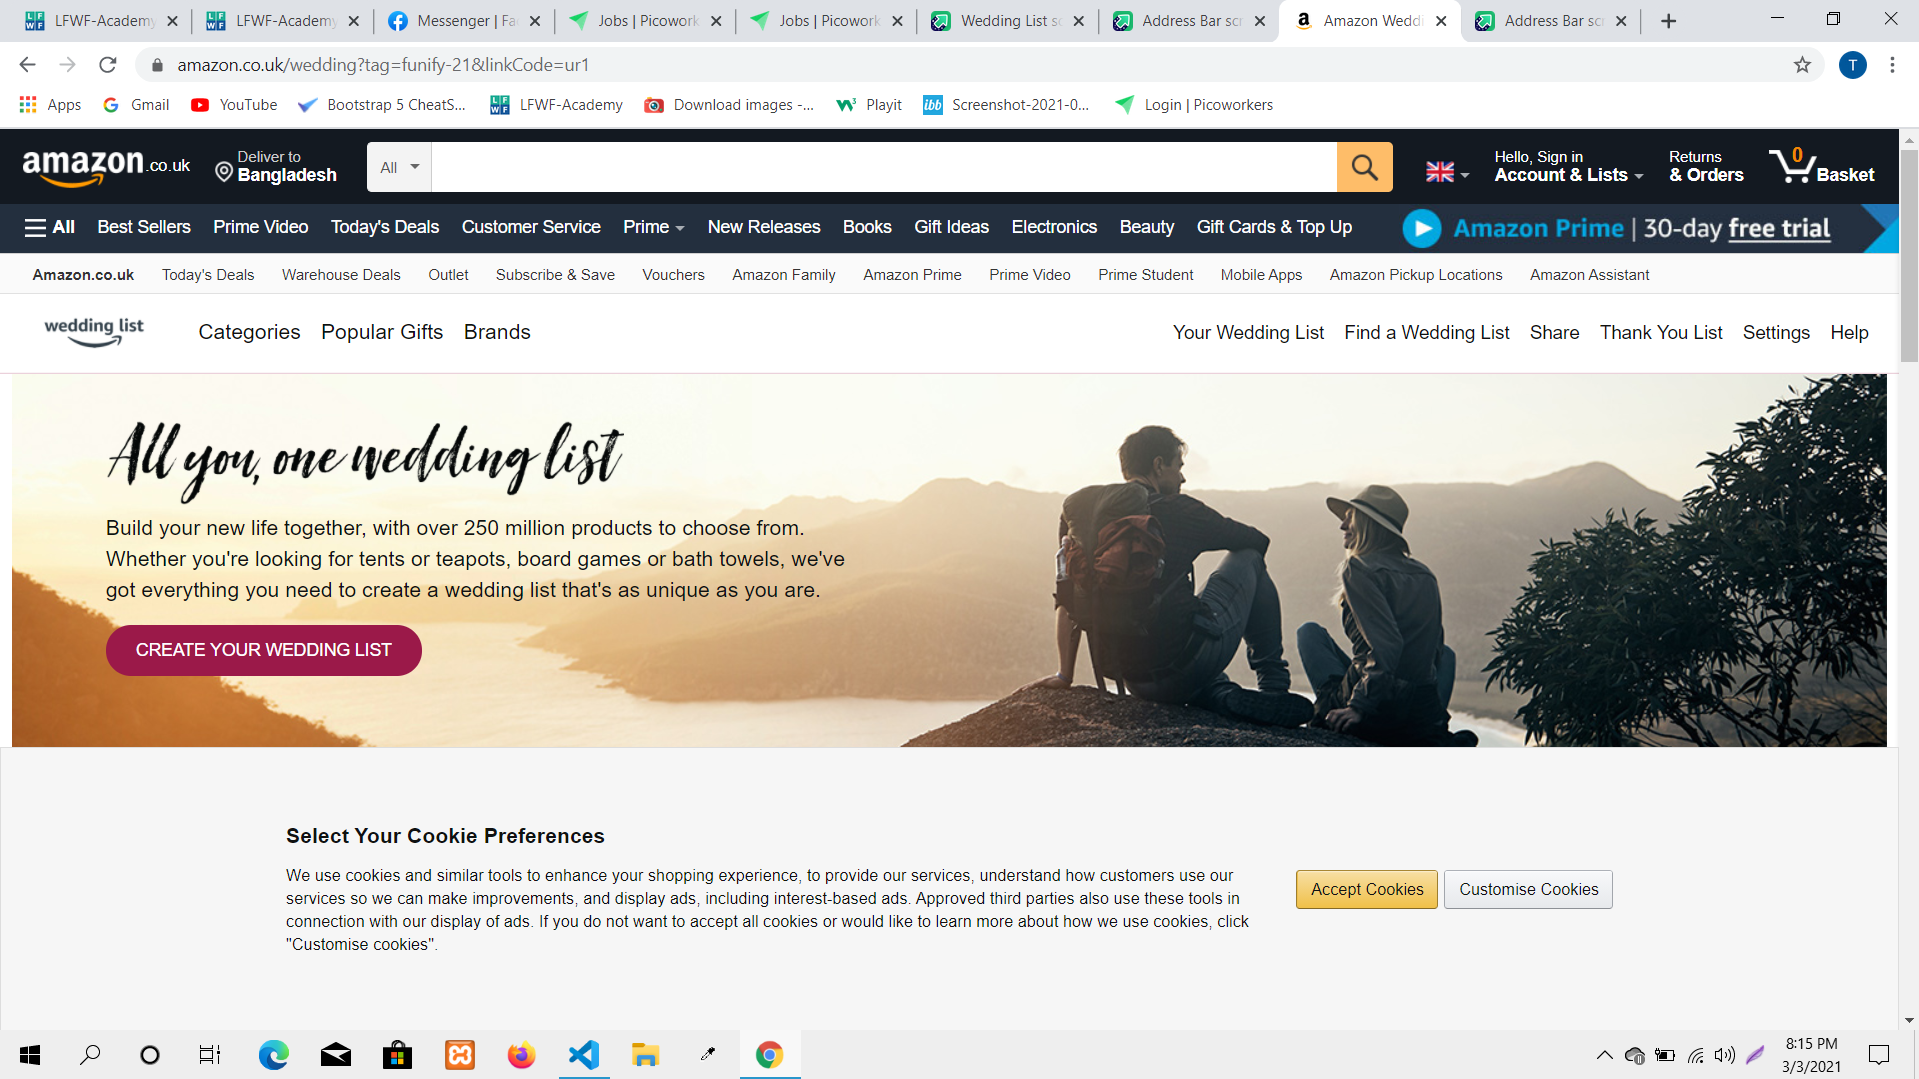 LFWF-Academy
LFWF-Academy
Messenger | Fa
Jobs | Picowork
Jobs | Picowork
Wedding List sc
Address Bar scr
Amazon Weddi
Address Bar scr
amazon.co.uk/wedding?tag=funify-21&linkCode=ur1
T
Apps
Gmail
YouTube
Bootstrap 5 CheatS...
LFWF-Academy
Download images -...
Playit
ibb
Screenshot-2021-0...
Login | Picoworkers
amazon.co.uk
Deliver to
Bangladesh
All
Hello, Sign in
Account & Lists
Returns
& Orders
0
Basket
All
Best Sellers
Prime Video
Today's Deals
Customer Service
Prime
New Releases
Books
Gift Ideas
Electronics
Beauty
Gift Cards & Top Up
Amazon Prime | 30-day free trial
Amazon.co.uk
Today's Deals
Warehouse Deals
Outlet
Subscribe & Save
Vouchers
Amazon Family
Amazon Prime
Prime Video
Prime Student
Mobile Apps
Amazon Pickup Locations
Amazon Assistant
wedding list
Categories
Popular Gifts
Brands
Your Wedding List
Find a Wedding List
Share
Thank You List
Settings
Help
All you, one wedding list
Build your new life together, with over 250 million products to choose from.
Whether you're looking for tents or teapots, board games or bath towels, we've
got everything you need to create a wedding list that's as unique as you are.
CREATE YOUR WEDDING LIST
Select Your Cookie Preferences
We use cookies and similar tools to enhance your shopping experience, to provide our services, understand how customers use our
services so we can make improvements, and display ads, including interest-based ads. Approved third parties also use these tools in
connection with our display of ads. If you do not want to accept all cookies or would like to learn more about how we use cookies, click
"Customise cookies".
Accept Cookies
Customise Cookies
8:15 PM
3/3/2021